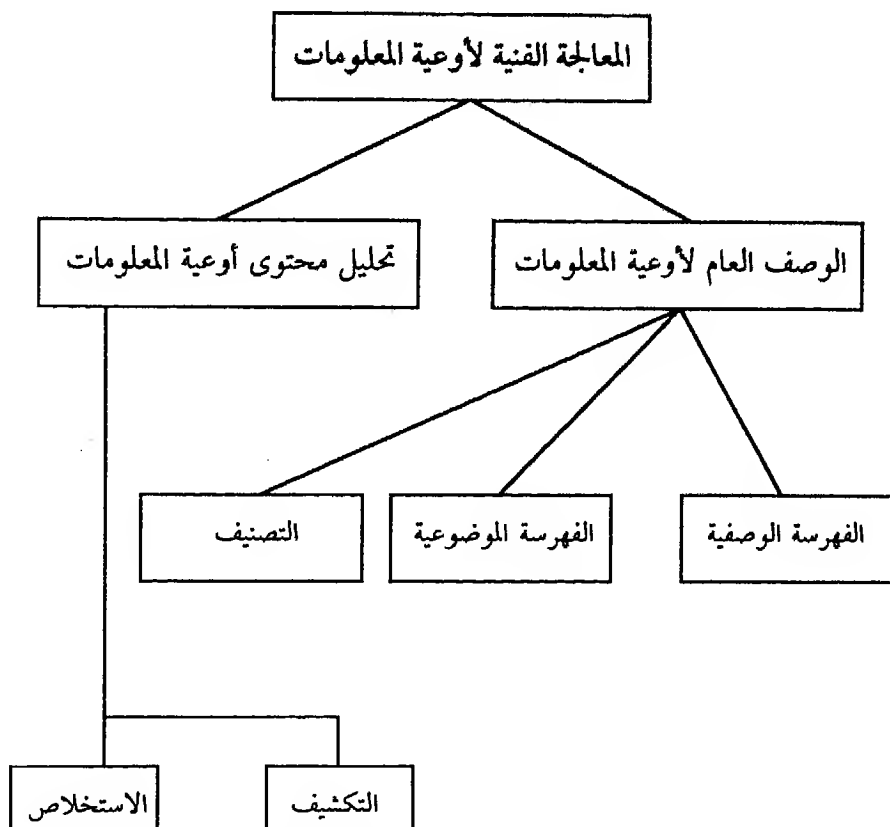 المعالجة الفنية لأوعية المعلومات
الوصف العام لأوعية المعلومات
تحليل محتوى أوعية المعلومات
الفهرسة الوصفية
الفهرسة الموضوعية
التصنيف
التكشيف
الاستخلاص